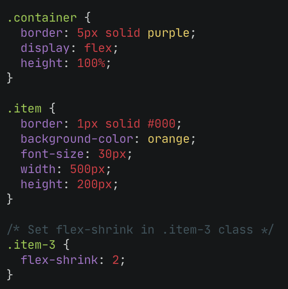 .container {
  border: 5px solid purple;
  display: flex;
  height: 100%;
}

.item {
  border: 1px solid #000;
  background-color: orange;
  font-size: 30px;
  width: 500px;
  height: 200px;
}

/* Set flex-shrink in .item-3 class */
.item-3 {
  flex-shrink: 2;
}